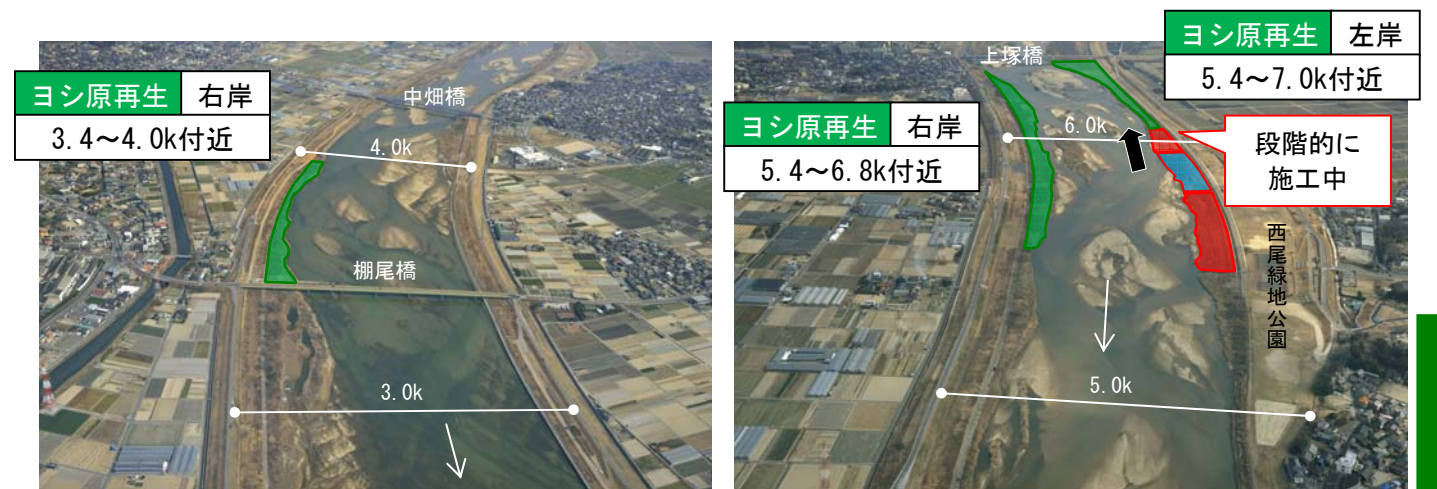 ヨシ原再生 右岸
3.4～4.0k付近
中畑橋
4.0k
棚尾橋
3.0k
ヨシ原再生 左岸
5.4～7.0k付近
上塚橋
ヨシ原再生 右岸
5.4～6.8k付近
6.0k
段階的に
施工中
西尾緑地公園
5.0k